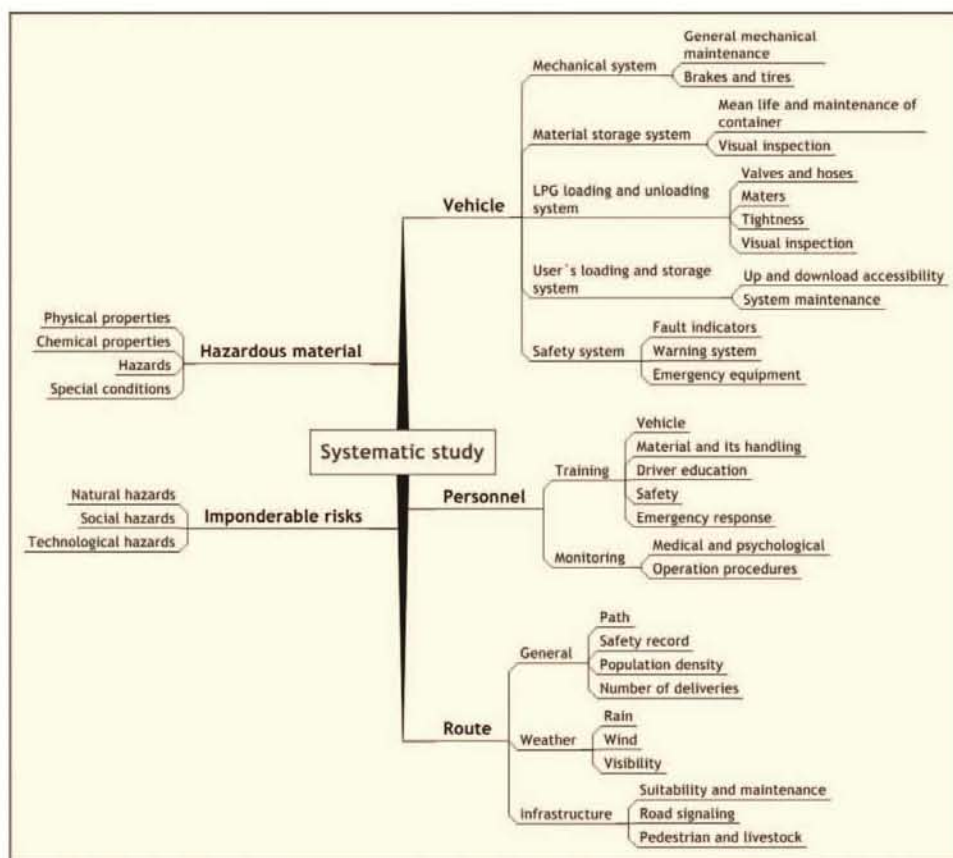 General mechanical
maintenance
Mechanical system
Brakes and tires
Mean life and maintenance of
container
Material storage system
Visual inspection
Valves and hoses
LPG loading and unloading
system
Maters
Vehicle
Tightness
Visual inspection
User`s loading and storage
system
Up and download accessibility
System maintenance
Safety system
Fault indicators
Warning system
Emergency equipment
Physical properties
Chemical properties
Hazardous material
Hazards
Special conditions
Systematic study
Natural hazards
Social hazards
Imponderable risks
Technological hazards
Personnel
Training
Vehicle
Material and its handling
Driver education
Safety
Emergency response
Monitoring
Medical and psychological
Operation procedures
Route
General
Path
Safety record
Population density
Number of deliveries
Weather
Rain
Wind
Visibility
Infrastructure
Suitability and maintenance
Road signaling
Pedestrian and livestock